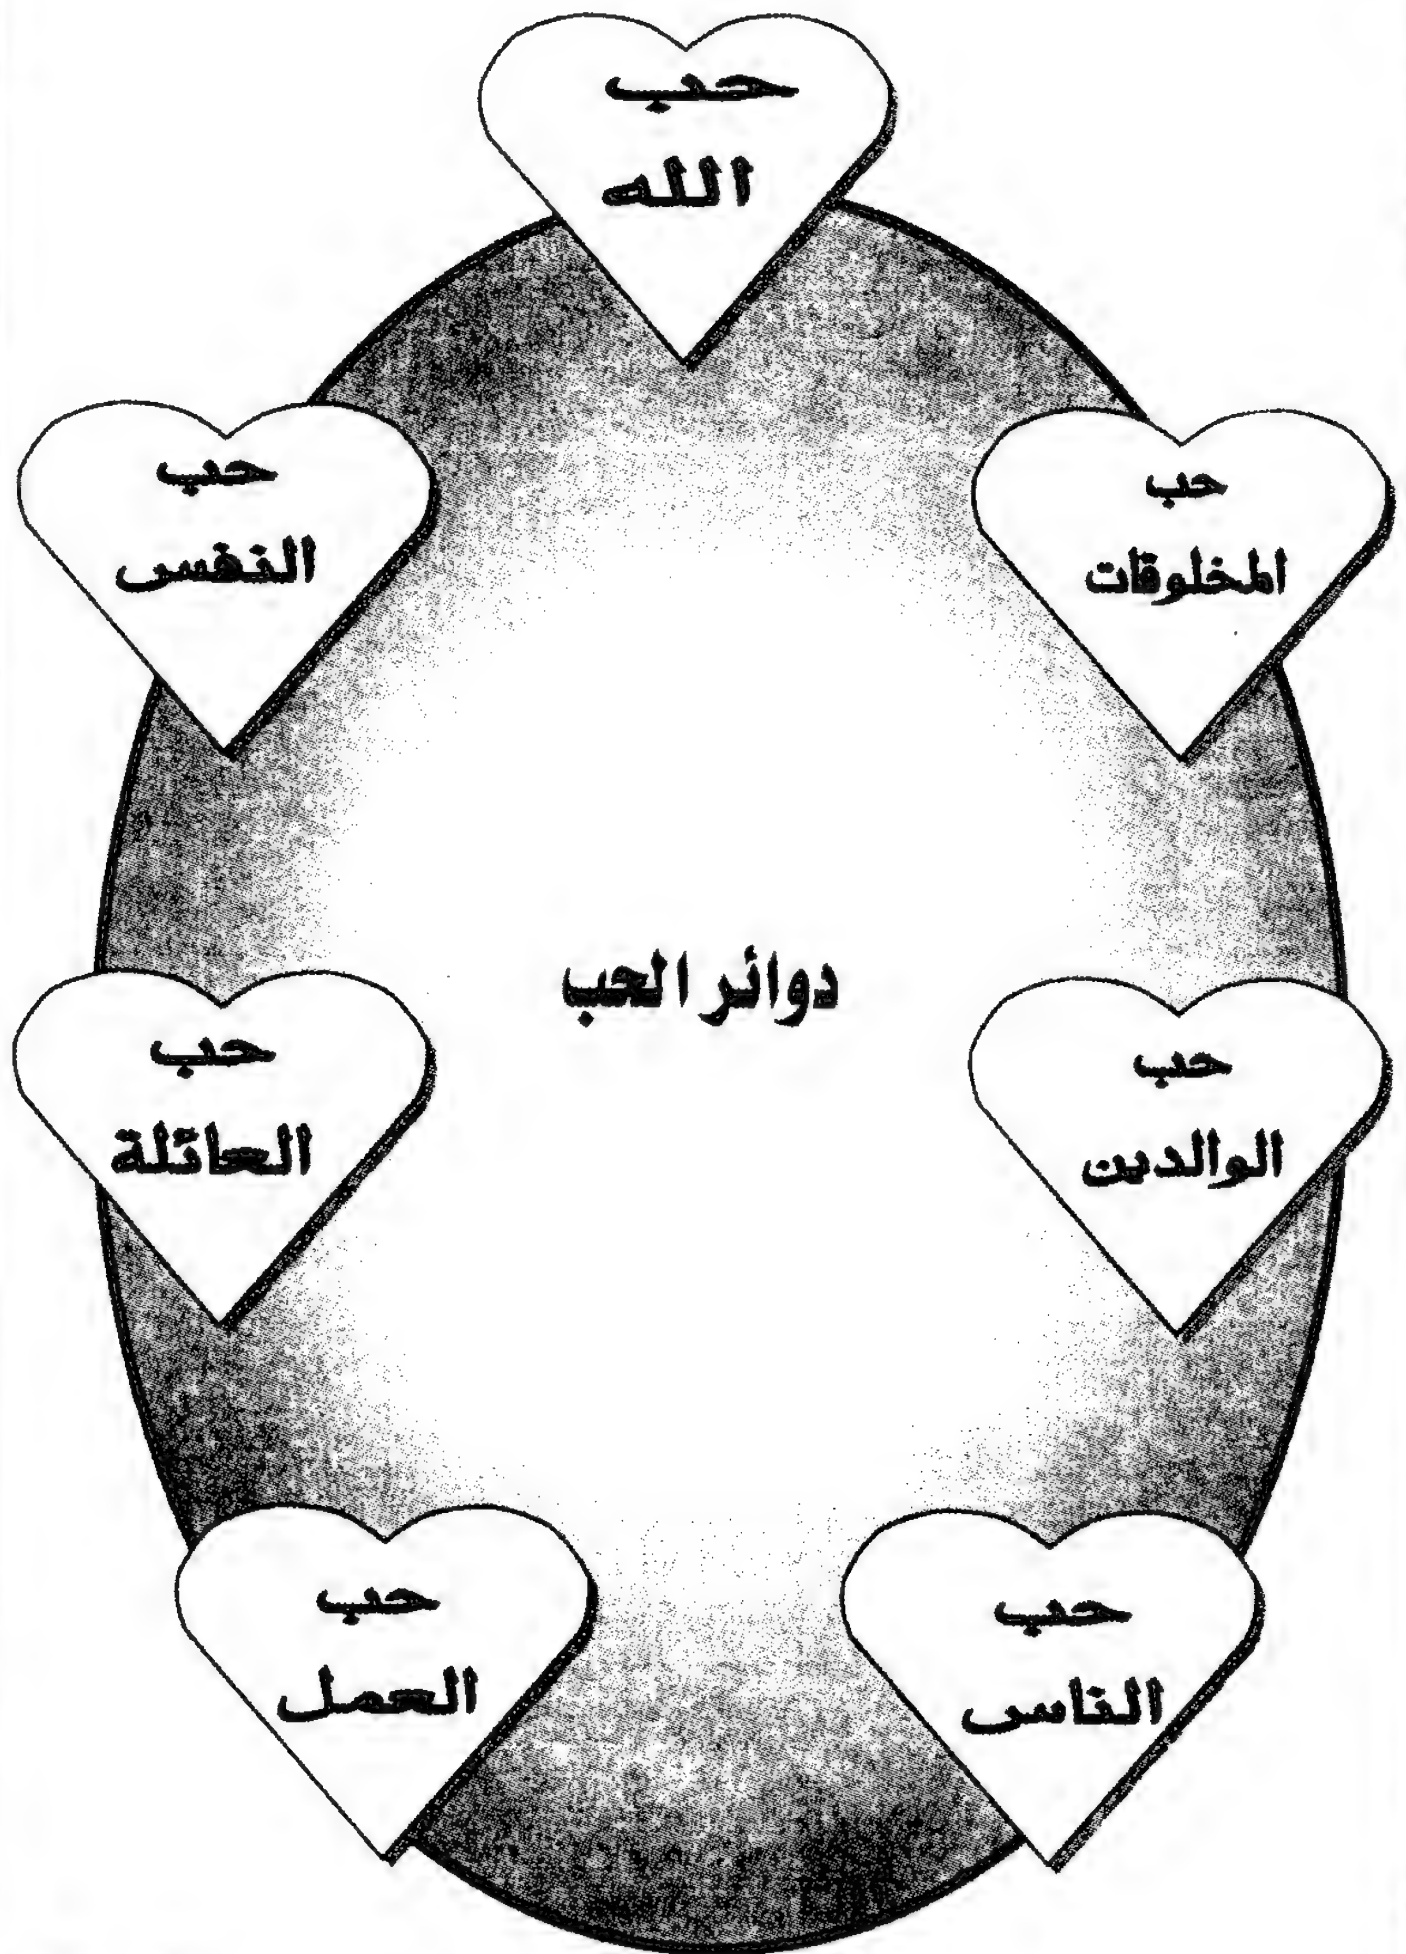 حب
الله
حب
المخلوقات
حب
النفس
دوائر الحب
حب
الوالدين
حب
العائلة
حب
الناس
حب
العمل